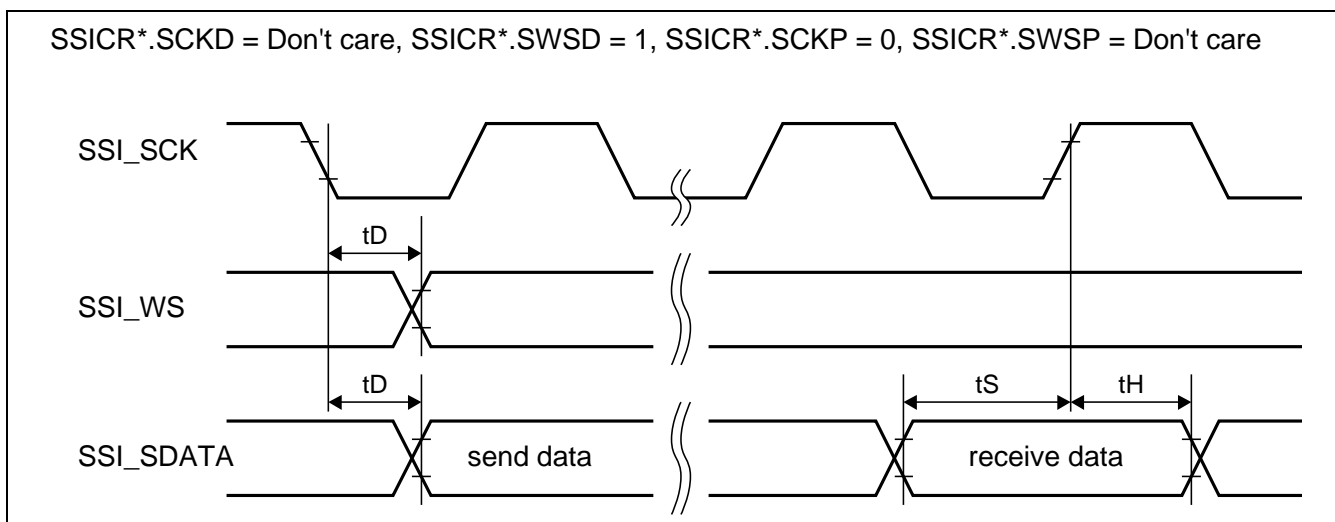 SSICR*.SCKD = Don't care, SSICR*.SWSD = 1, SSICR*.SCKP = 0, SSICR*.SWSP = Don't care
SSI_SCK
tD
SSI_WS
tD
tS
tH
SSI_SDATA
send data
receive data